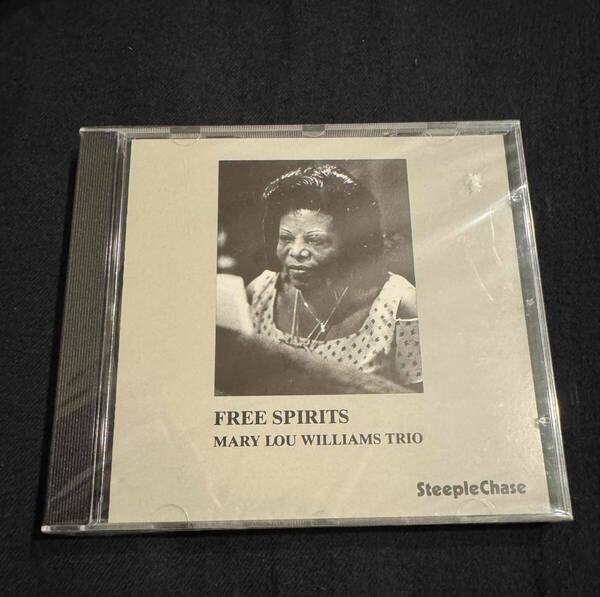 FREE SPIRITS
MARY LOU WILLIAMS TRIO
SteepleChase